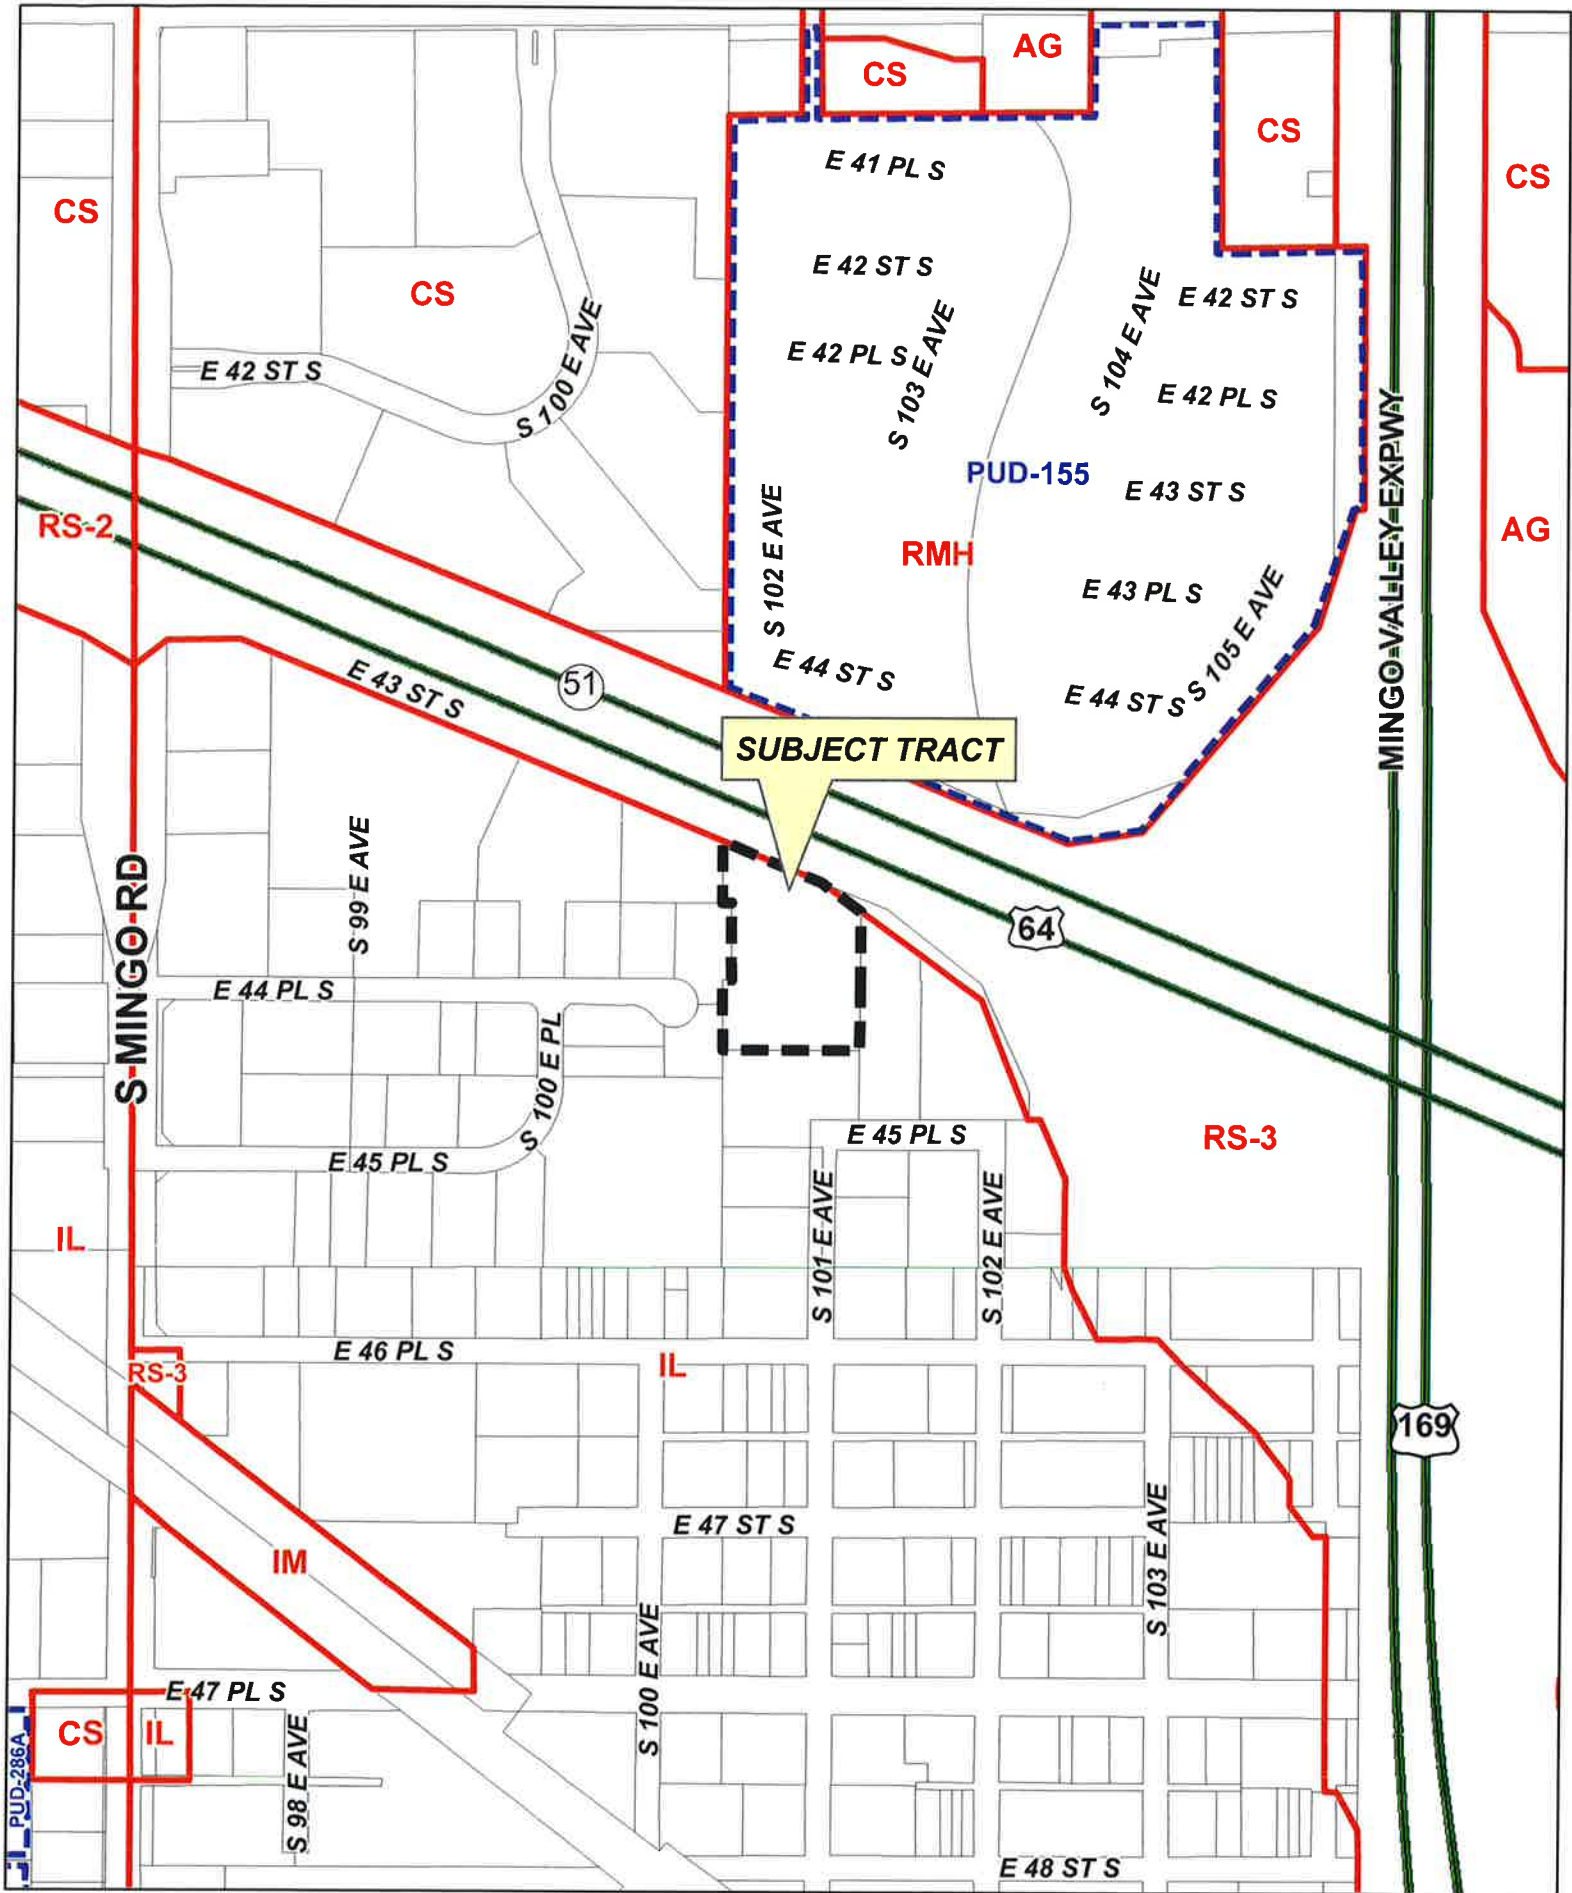 AG
CS
CS
E 41 PL S
CS
CS
E 42 ST S
CS
E 42 ST S
E 42 PL S
S 103 E AVE
S 104 E AVE
E 42 ST S
S 100 E AVE
E 42 PL S
PUD-155
E 43 ST S
MINGO VALLEY EXPWY
RS-2
AG
S 102 E AVE
RMH
E 43 PL S
S 105 E AVE
E 44 ST S
E 44 ST S
E 43 ST S
51
SUBJECT TRACT
S 99 E AVE
64
S MINGO RD
E 44 PL S
S 100 E PL
E 45 PL S
RS-3
E 45 PL S
S 101 E AVE
S 102 E AVE
IL
E 46 PL S
IL
RS-3
169
E 47 ST S
S 103 E AVE
IM
S 100 E AVE
E 47 PL S
CS
IL
PUD-286A
S 98 E AVE
E 48 ST S